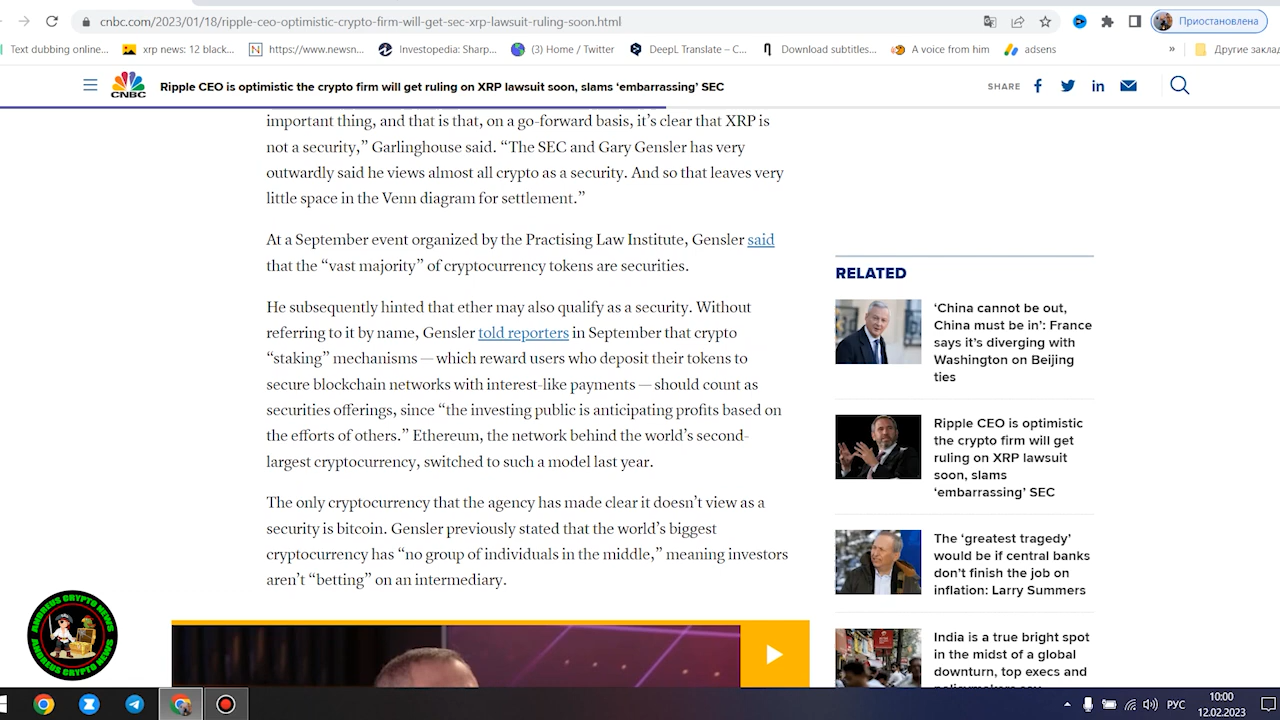 cnbc.com/2023/01/18/ripple-ceo-optimistic-crypto-firm-will-get-sec-xrp-lawsuit-ruling-soon.html
Приостановлена
Text dubbing online...
xrp news: 12 black...
https://www.newsn...
Investopedia: Sharp...
(3) Home / Twitter
DeepL Translate – C...
Download subtitles...
A voice from him
adsens
»
Другие закла
CNBC
Ripple CEO is optimistic the crypto firm will get ruling on XRP lawsuit soon, slams ‘embarrassing’ SEC
SHARE
important thing, and that is that, on a go-forward basis, it’s clear that XRP is
not a security,” Garlinghouse said. “The SEC and Gary Gensler has very
outwardly said he views almost all crypto as a security. And so that leaves very
little space in the Venn diagram for settlement.”
At a September event organized by the Practising Law Institute, Gensler said
that the “vast majority” of cryptocurrency tokens are securities.
He subsequently hinted that ether may also qualify as a security. Without
referring to it by name, Gensler told reporters in September that crypto
“staking” mechanisms — which reward users who deposit their tokens to
secure blockchain networks with interest-like payments — should count as
securities offerings, since “the investing public is anticipating profits based on
the efforts of others.” Ethereum, the network behind the world’s second-
largest cryptocurrency, switched to such a model last year.
The only cryptocurrency that the agency has made clear it doesn’t view as a
security is bitcoin. Gensler previously stated that the world’s biggest
cryptocurrency has “no group of individuals in the middle,” meaning investors
aren’t “betting” on an intermediary.
RELATED
‘China cannot be out,
China must be in’: France
says it’s diverging with
Washington on Beijing
ties
Ripple CEO is optimistic
the crypto firm will get
ruling on XRP lawsuit
soon, slams
‘embarrassing’ SEC
The ‘greatest tragedy’
would be if central banks
don’t finish the job on
inflation: Larry Summers
India is a true bright spot
in the midst of a global
downturn, top execs and
policymakers say
ANDREUS CRYPTO NEWS
ANDREUS CRYPTO NEWS
РУС
10:00
12.02.2023